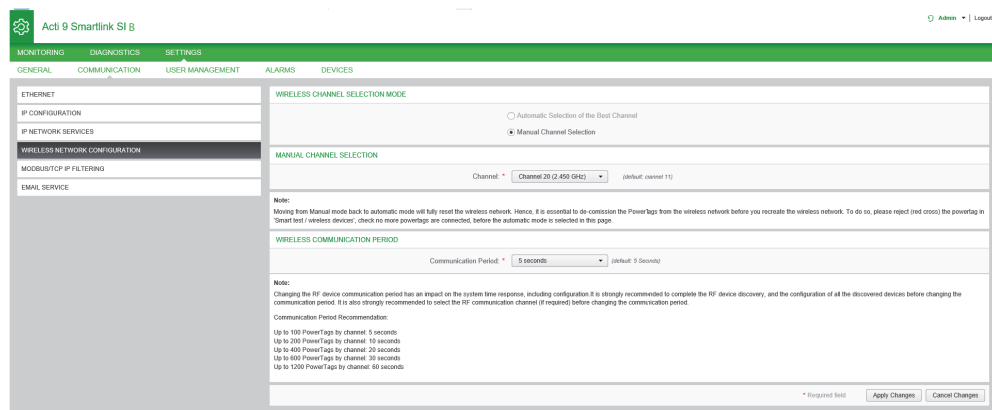 Acti 9 Smartlink SI B
Admin | Logout
MONITORING DIAGNOSTICS SETTINGS
GENERAL COMMUNICATION USER MANAGEMENT ALARMS DEVICES
ETHERNET
IP CONFIGURATION
IP NETWORK SERVICES
WIRELESS NETWORK CONFIGURATION
MODBUS/TCP IP FILTERING
EMAIL SERVICE
WIRELESS CHANNEL SELECTION MODE
Automatic Selection of the Best Channel
Manual Channel Selection
MANUAL CHANNEL SELECTION
Channel: * Channel 20 (2.450 GHz) (default: channel 11)
Note:
Moving from Manual mode back to automatic mode will fully reset the wireless network. Hence, it is essential to de-comission the PowerTags from the wireless network before you recreate the wireless network. To do so, please reject (red cross) the powertag in
'Smart test / wireless devices', check no more powertags are connected, before the automatic mode is selected in this page.
WIRELESS COMMUNICATION PERIOD
Communication Period: * 5 seconds (default: 5 Seconds)
Note:
Changing the RF device communication period has an impact on the system time response, including configuration.It is strongly recommended to complete the RF device discovery, and the configuration of all the discovered devices before changing the
communication period. It is also strongly recommended to select the RF communication channel (if required) before changing the communication period.
Communication Period Recommendation:
Up to 100 PowerTags by channel: 5 seconds
Up to 200 PowerTags by channel: 10 seconds
Up to 400 PowerTags by channel: 20 seconds
Up to 600 PowerTags by channel: 30 seconds
Up to 1200 PowerTags by channel: 60 seconds
* Required field Apply Changes Cancel Changes